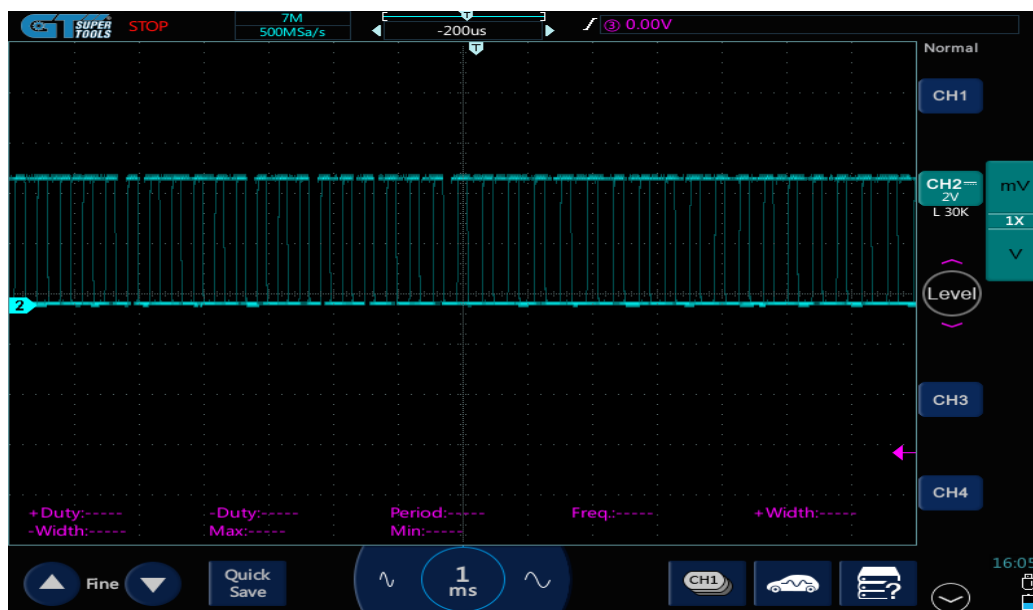 GT SUPER TOOLS
STOP
7M
500MSa/s
-200us
T
③ 0.00V
T
Normal
CH1
CH2
2V
L 30K
mV
1X
V
2
Level
CH3
CH4
+Duty:----- -Duty:----- Period:----- Freq.:----- +Width:-----
-Width:----- Max:----- Min:-----
Fine
Quick
Save
1
ms
CH1
?
16:05